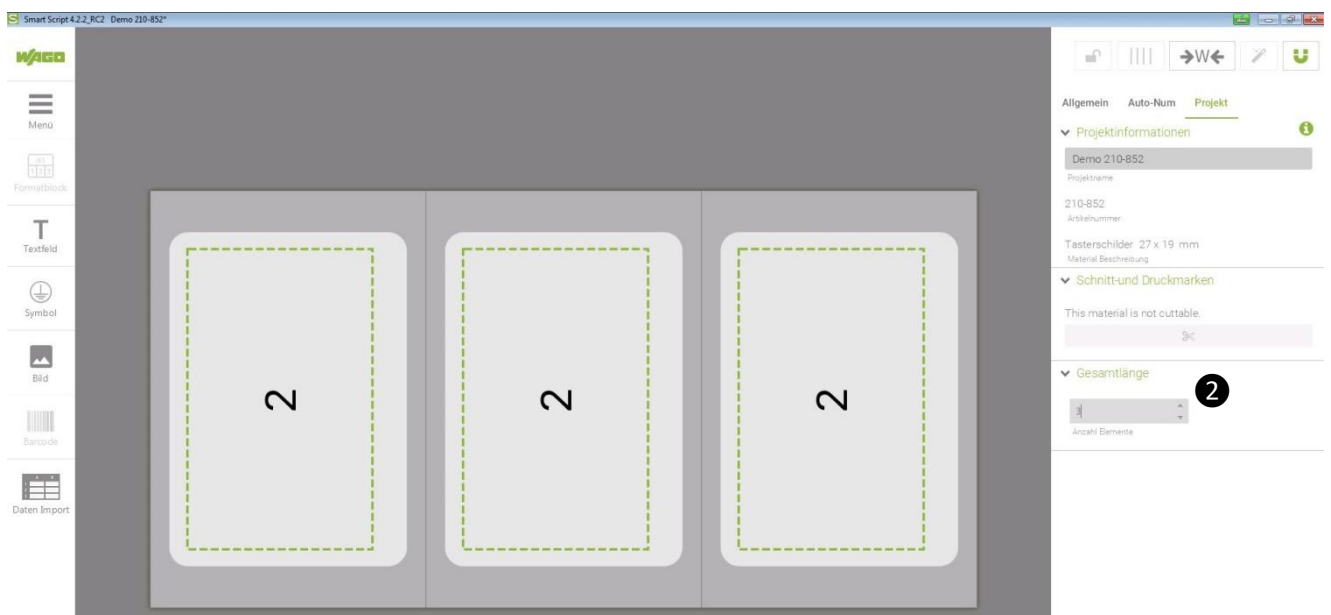 Smart Script 4.2.2_RC2 Demo 210-852*
WAGO
Menü
Formatblock
Textfeld
Symbol
Bild
Barcode
Daten Import
2
2
2
W
Allgemein Auto-Num Projekt
Projektinformationen
Demo 210-852
Projektname
210-852
Artikelnummer
Tasterschilder 27 x 19 mm
Material Beschreibung
Schnitt-und Druckmarken
This material is not cuttable.
Gesamtlänge
2
3
Anzahl Elemente